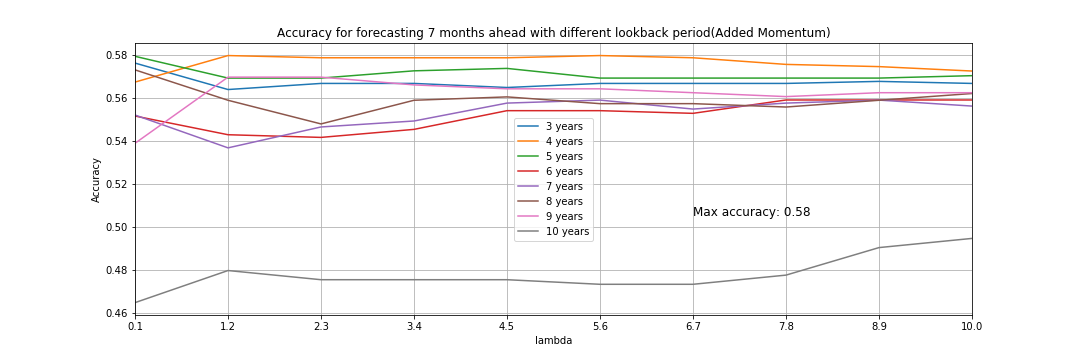 Accuracy for forecasting 7 months ahead with different lookback period(Added Momentum)
Accuracy
0.58
0.56
0.54
0.52
0.50
0.48
0.46
3 years
4 years
5 years
6 years
7 years
8 years
9 years
10 years
Max accuracy: 0.58
0.1 1.2 2.3 3.4 4.5 5.6 6.7 7.8 8.9 10.0
lambda